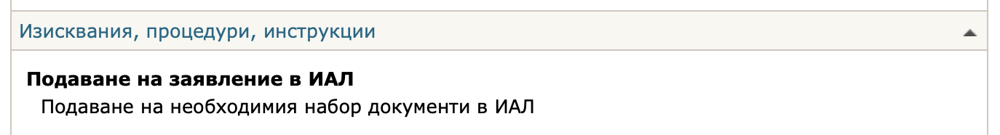 Изисквания, процедури, инструкции
Подаване на заявление в ИАЛ
Подаване на необходимия набор документи в ИАЛ